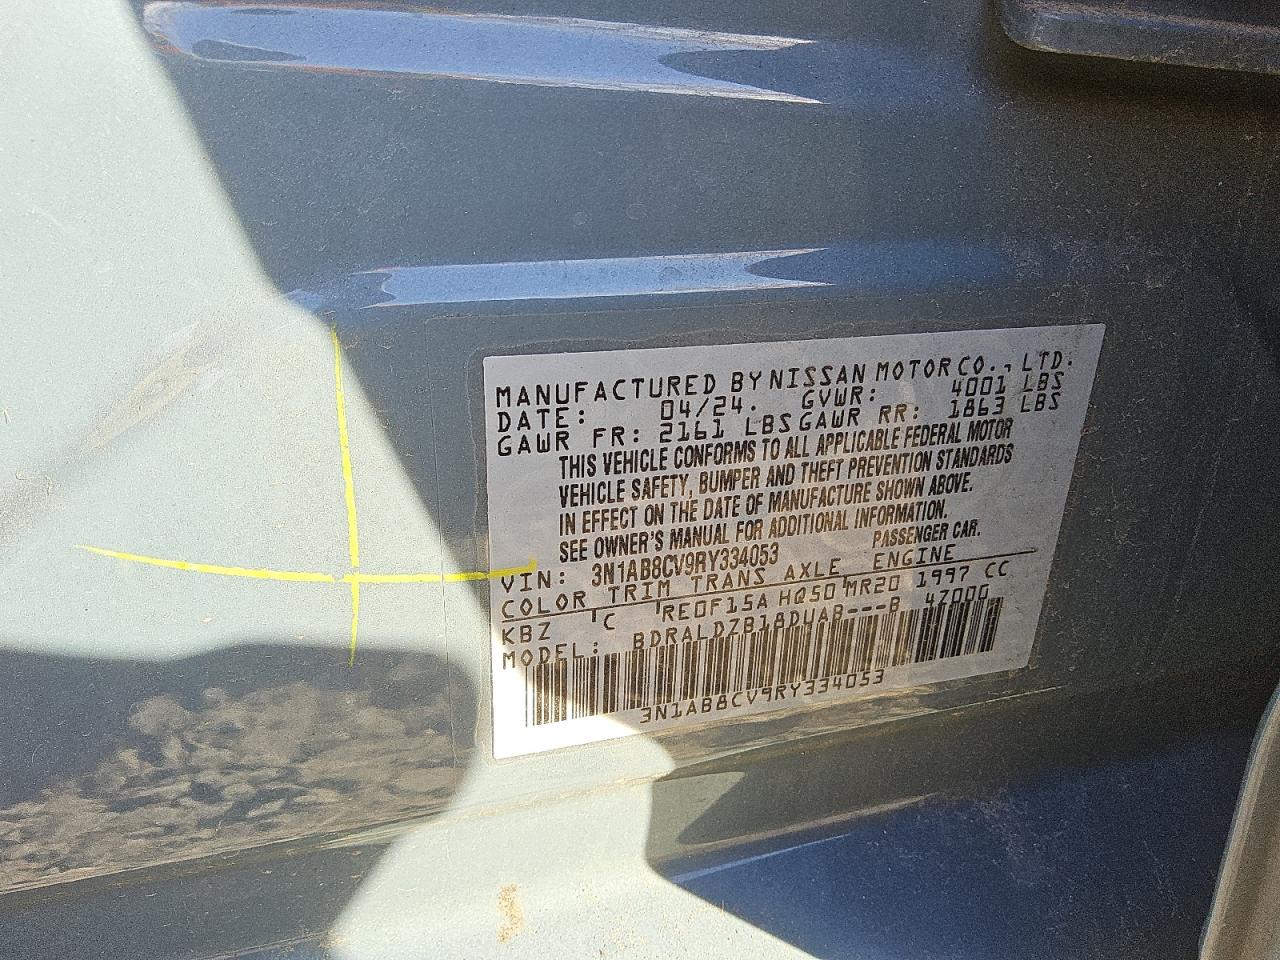 MANUFACTURED BY NISSAN MOTOR CO., LTD.
DATE: 04/24. GVWR: 4001 LBS
GAWR FR: 2161 LBS GAWR RR: 1863 LBS
THIS VEHICLE CONFORMS TO ALL APPLICABLE FEDERAL MOTOR
VEHICLE SAFETY, BUMPER AND THEFT PREVENTION STANDARDS
IN EFFECT ON THE DATE OF MANUFACTURE SHOWN ABOVE.
SEE OWNER'S MANUAL FOR ADDITIONAL INFORMATION.
VIN: 3N1AB8CV9RY334053 PASSENGER CAR.
COLOR TRIM TRANS AXLE ENGINE
KBZ C RE0F15A HQ50 MR20 1997 CC
MODEL: BDRALDZB18DUAB---B 4Z00G
3N1AB8CV9RY334053